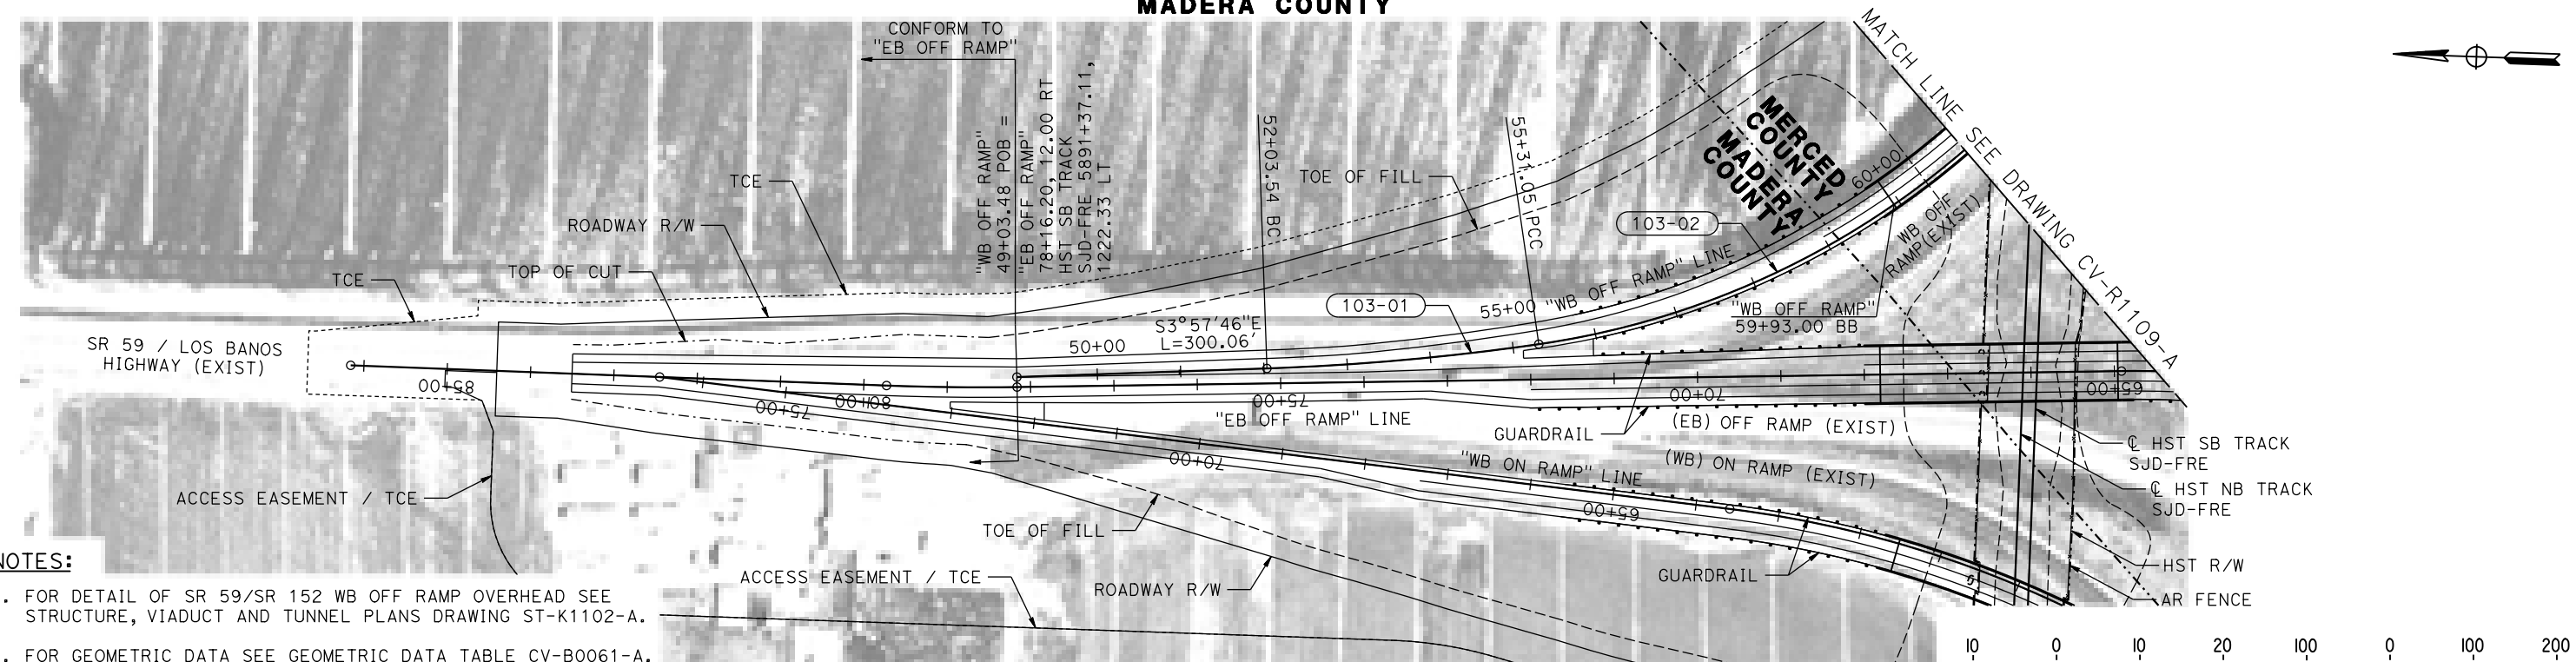 MADERA COUNTY
CONFORM TO
"EB OFF RAMP"
"WB OFF RAMP"
49+03.48 POB =
"EB OFF RAMP"
78+16.20, 12.00 RT
HST SB TRACK
SJD-FRE 5891+37.11,
1222.33 LT
52+03.54 BC
55+31.05 PCC
MATCH LINE SEE DRAWING CV-R1109-A
MERCED
COUNTY
MADERA
COUNTY
TCE
TOE OF FILL
ROADWAY R/W
103-02
60+00
WB OFF
RAMP(EXIST)
TCE
TOP OF CUT
103-01
55+00
"WB OFF RAMP" LINE
"WB OFF RAMP"
59+93.00 BB
S3°57'46"E
L=300.06'
50+00
SR 59 / LOS BANOS
HIGHWAY (EXIST)
85+00
75+00
80+00
75+00
70+00
65+00
"EB OFF RAMP" LINE
(EB) OFF RAMP (EXIST)
GUARDRAIL
70+00
"WB ON RAMP" LINE
(WB) ON RAMP (EXIST)
℄ HST SB TRACK
SJD-FRE
℄ HST NB TRACK
SJD-FRE
ACCESS EASEMENT / TCE
65+00
TOE OF FILL
NOTES:
HST R/W
ACCESS EASEMENT / TCE
ROADWAY R/W
GUARDRAIL
AR FENCE
. FOR DETAIL OF SR 59/SR 152 WB OFF RAMP OVERHEAD SEE
STRUCTURE, VIADUCT AND TUNNEL PLANS DRAWING ST-K1102-A.
. FOR GEOMETRIC DATA SEE GEOMETRIC DATA TABLE CV-B0061-A.
10 0 10 20 100 0 100 200